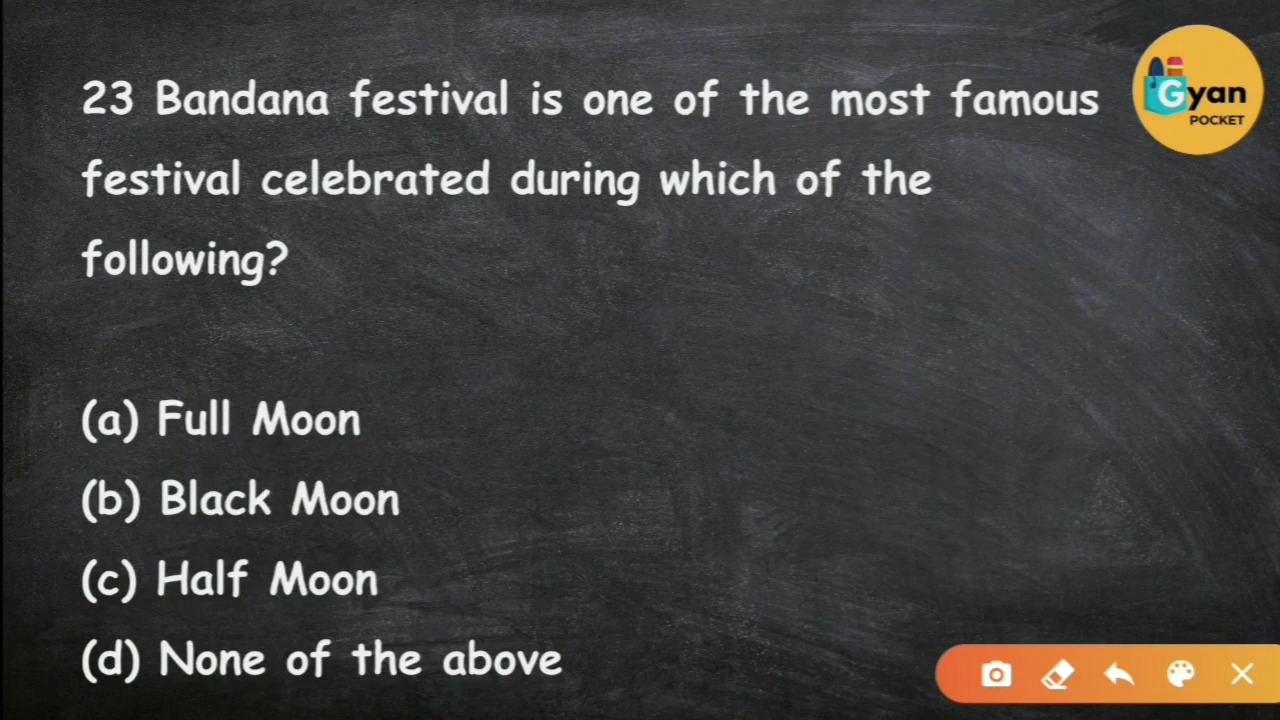 23 Bandana festival is one of the most famous
festival celebrated during which of the
following?
(a) Full Moon
(b) Black Moon
(c) Half Moon
(d) None of the above
Gyan
POCKET